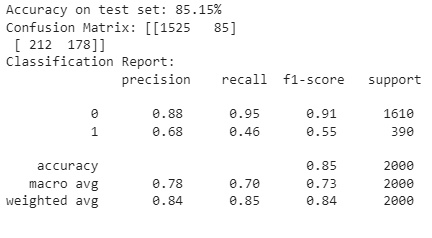 Accuracy on test set: 85.15%
Confusion Matrix: [[1525   85]
 [ 212  178]]
Classification Report:
              precision    recall  f1-score   support

           0       0.88      0.95      0.91      1610
           1       0.68      0.46      0.55       390

    accuracy                           0.85      2000
   macro avg       0.78      0.70      0.73      2000
weighted avg       0.84      0.85      0.84      2000